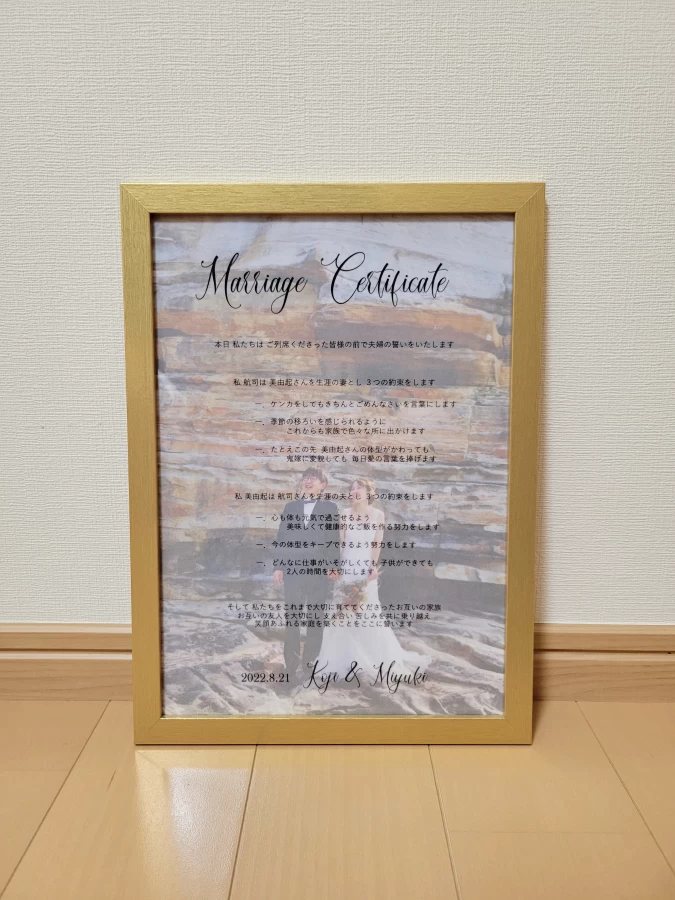 Marriage Certificate
本日 私たちは ご列席くださった皆様の前で夫婦の誓いをいたします
私 航司は 美由起さんを生涯の妻とし ３つの約束をします
一、ケンカをしてもきちんとごめんなさいを言葉にします
一、季節の移ろいを感じられるように
これからも家族で色々な所に出かけます
一、たとえこの先 美由起さんの体型がかわっても
鬼嫁に変貌しても 毎日愛の言葉を捧げます
私 美由起は 航司さんを生涯の夫とし ３つの約束をします
一、心も体も元気で過ごせるよう
美味しくて健康的なご飯を作る努力をします
一、今の体型をキープできるよう努力をします
一、どんなに仕事がいそがしくても 子供ができても
2人の時間を大切にします
そして 私たちをこれまで大切に育ててくださったお互いの家族
お互いの友人を大切にし 支え合い 苦しみを共に乗り越え
笑顔あふれる家庭を築くことをここに誓います
2022.8.21 Koji & Miyuki